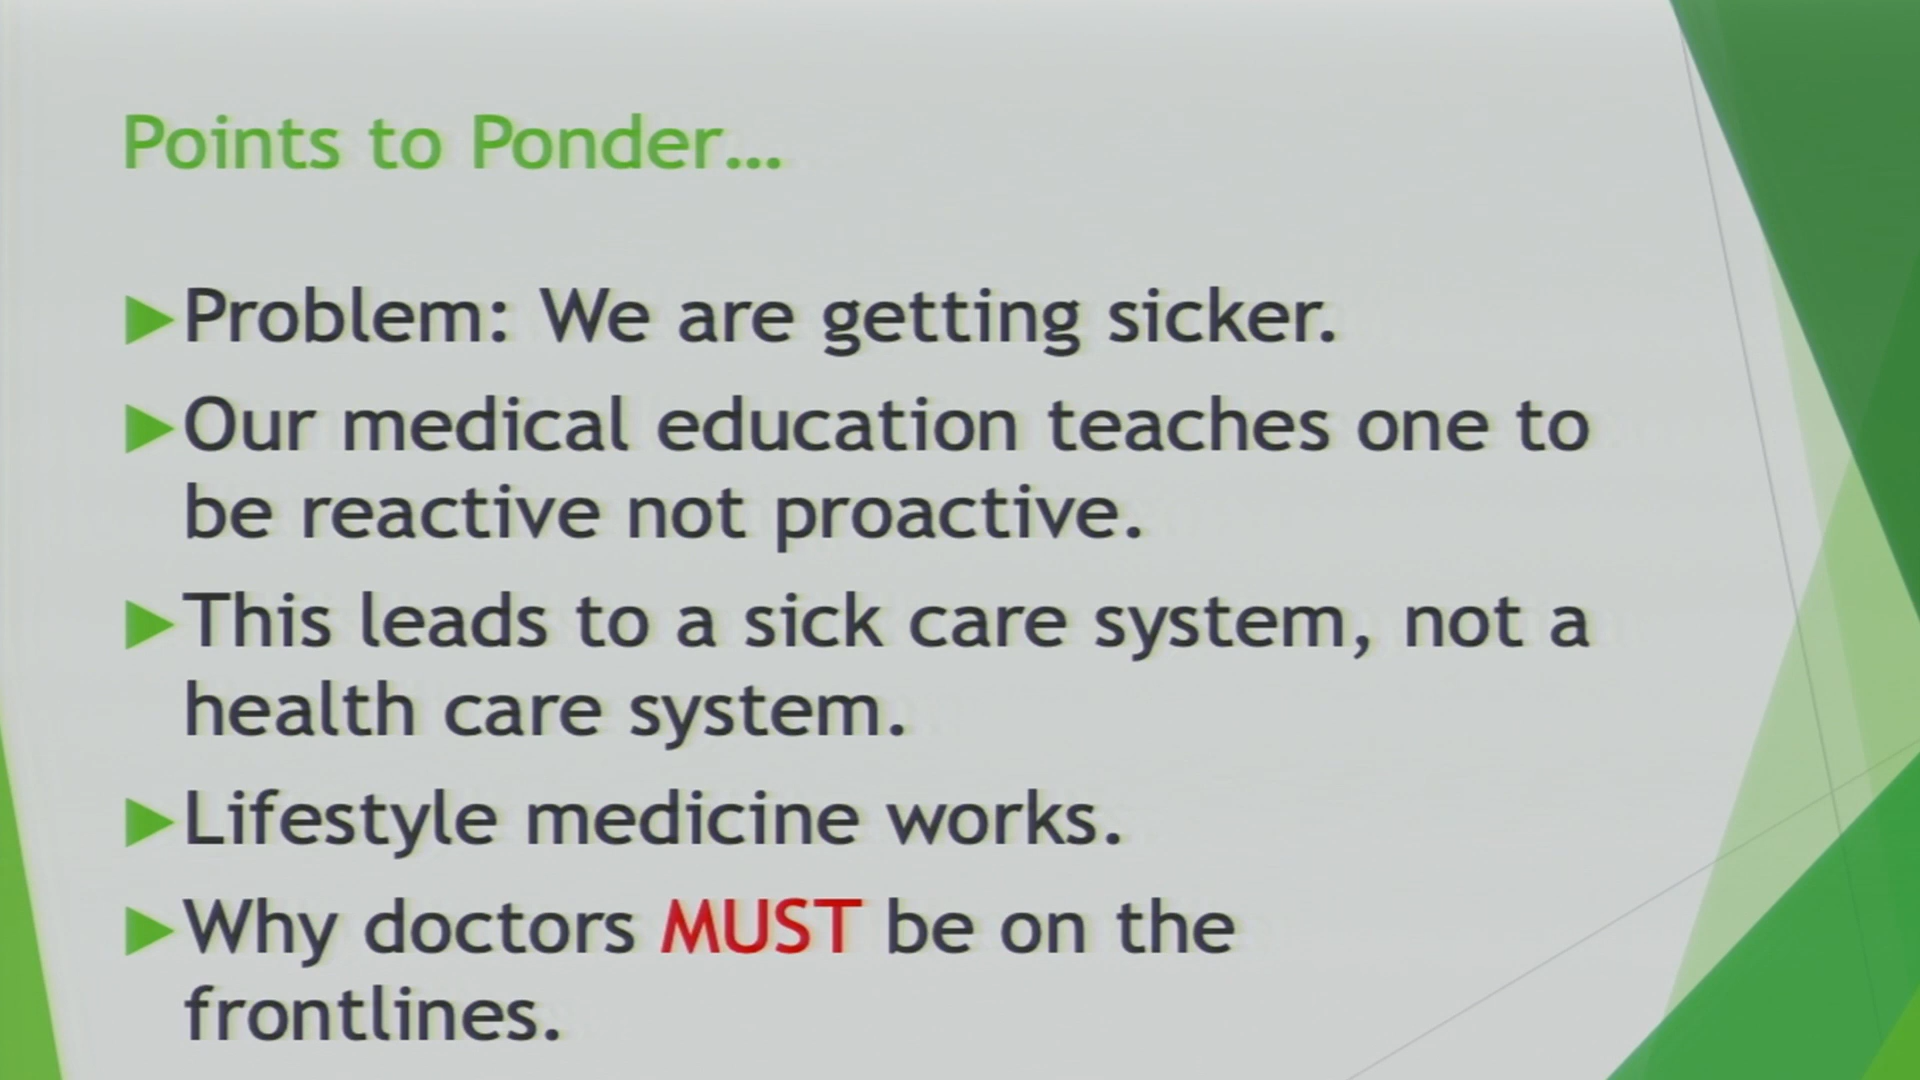 Points to Ponder...
Problem: We are getting sicker.
Our medical education teaches one to
be reactive not proactive.
This leads to a sick care system, not a
health care system.
Lifestyle medicine works.
Why doctors MUST be on the
frontlines.